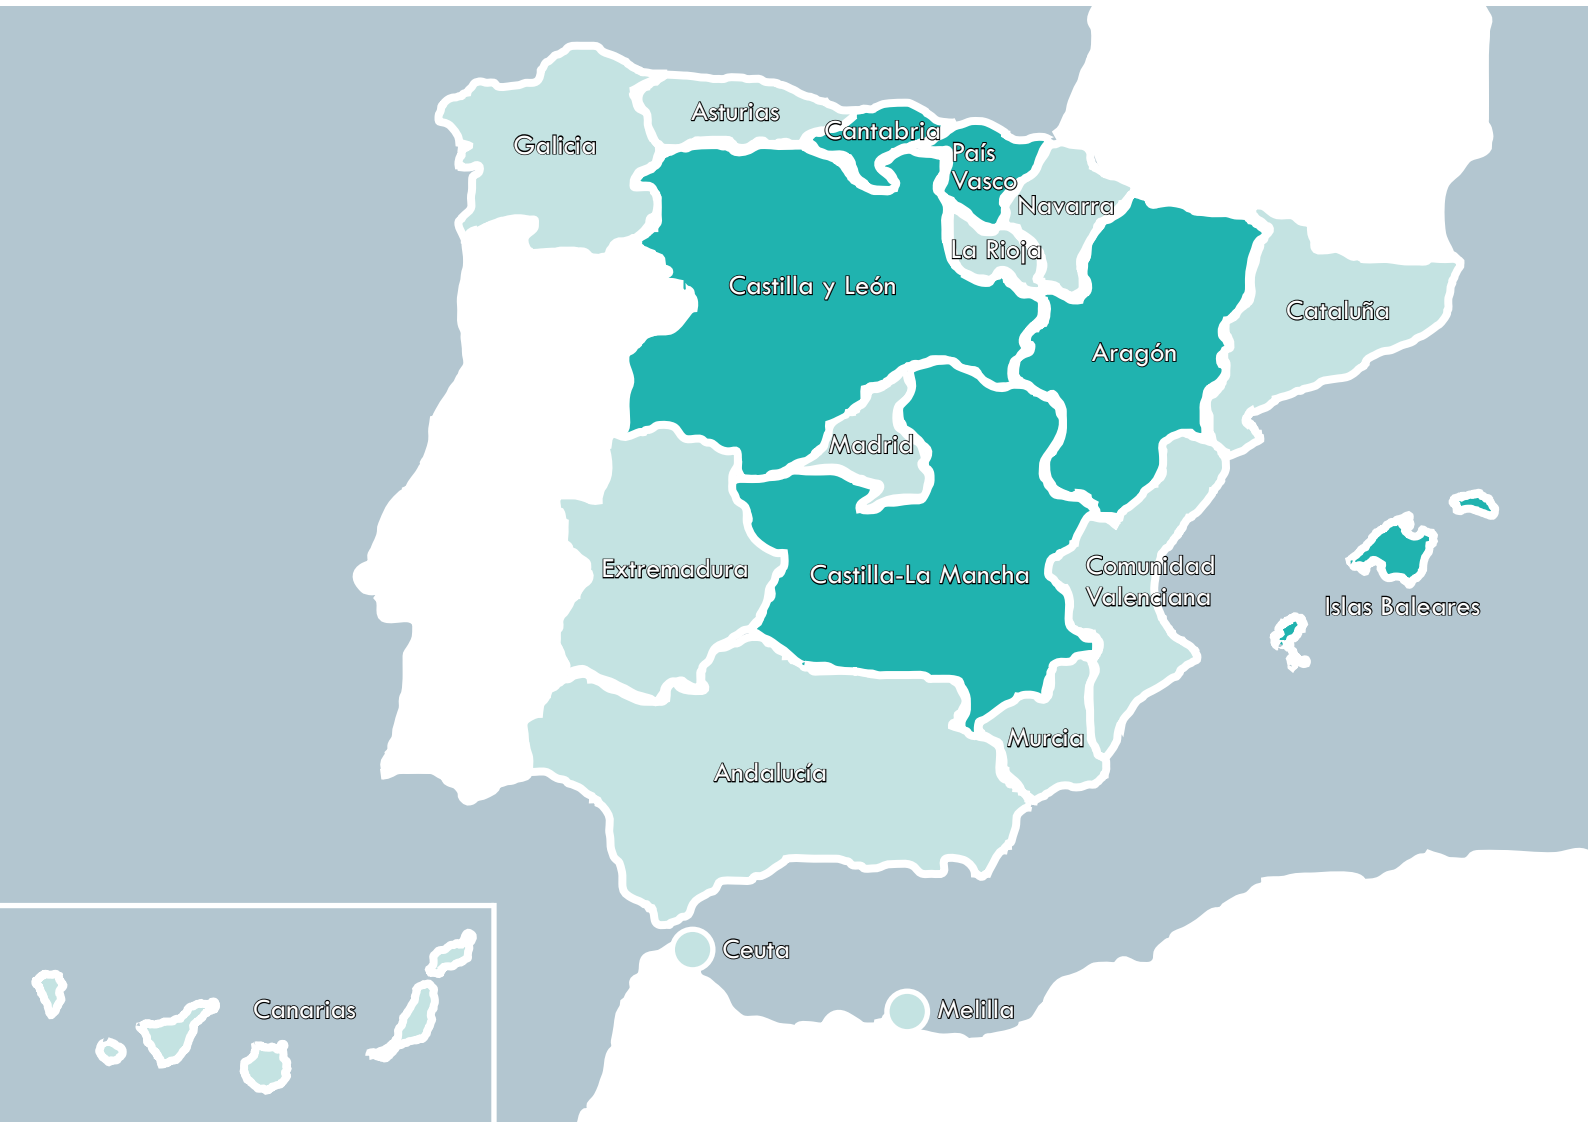 Asturias
Cantabria
Galicia
País
Vasco
Navarra
La Rioja
Castilla y León
Cataluña
Aragón
Madrid
Extremadura
Castilla-La Mancha
Comunidad
Valenciana
Islas Baleares
Murcia
Andalucía
Ceuta
Canarias
Melilla